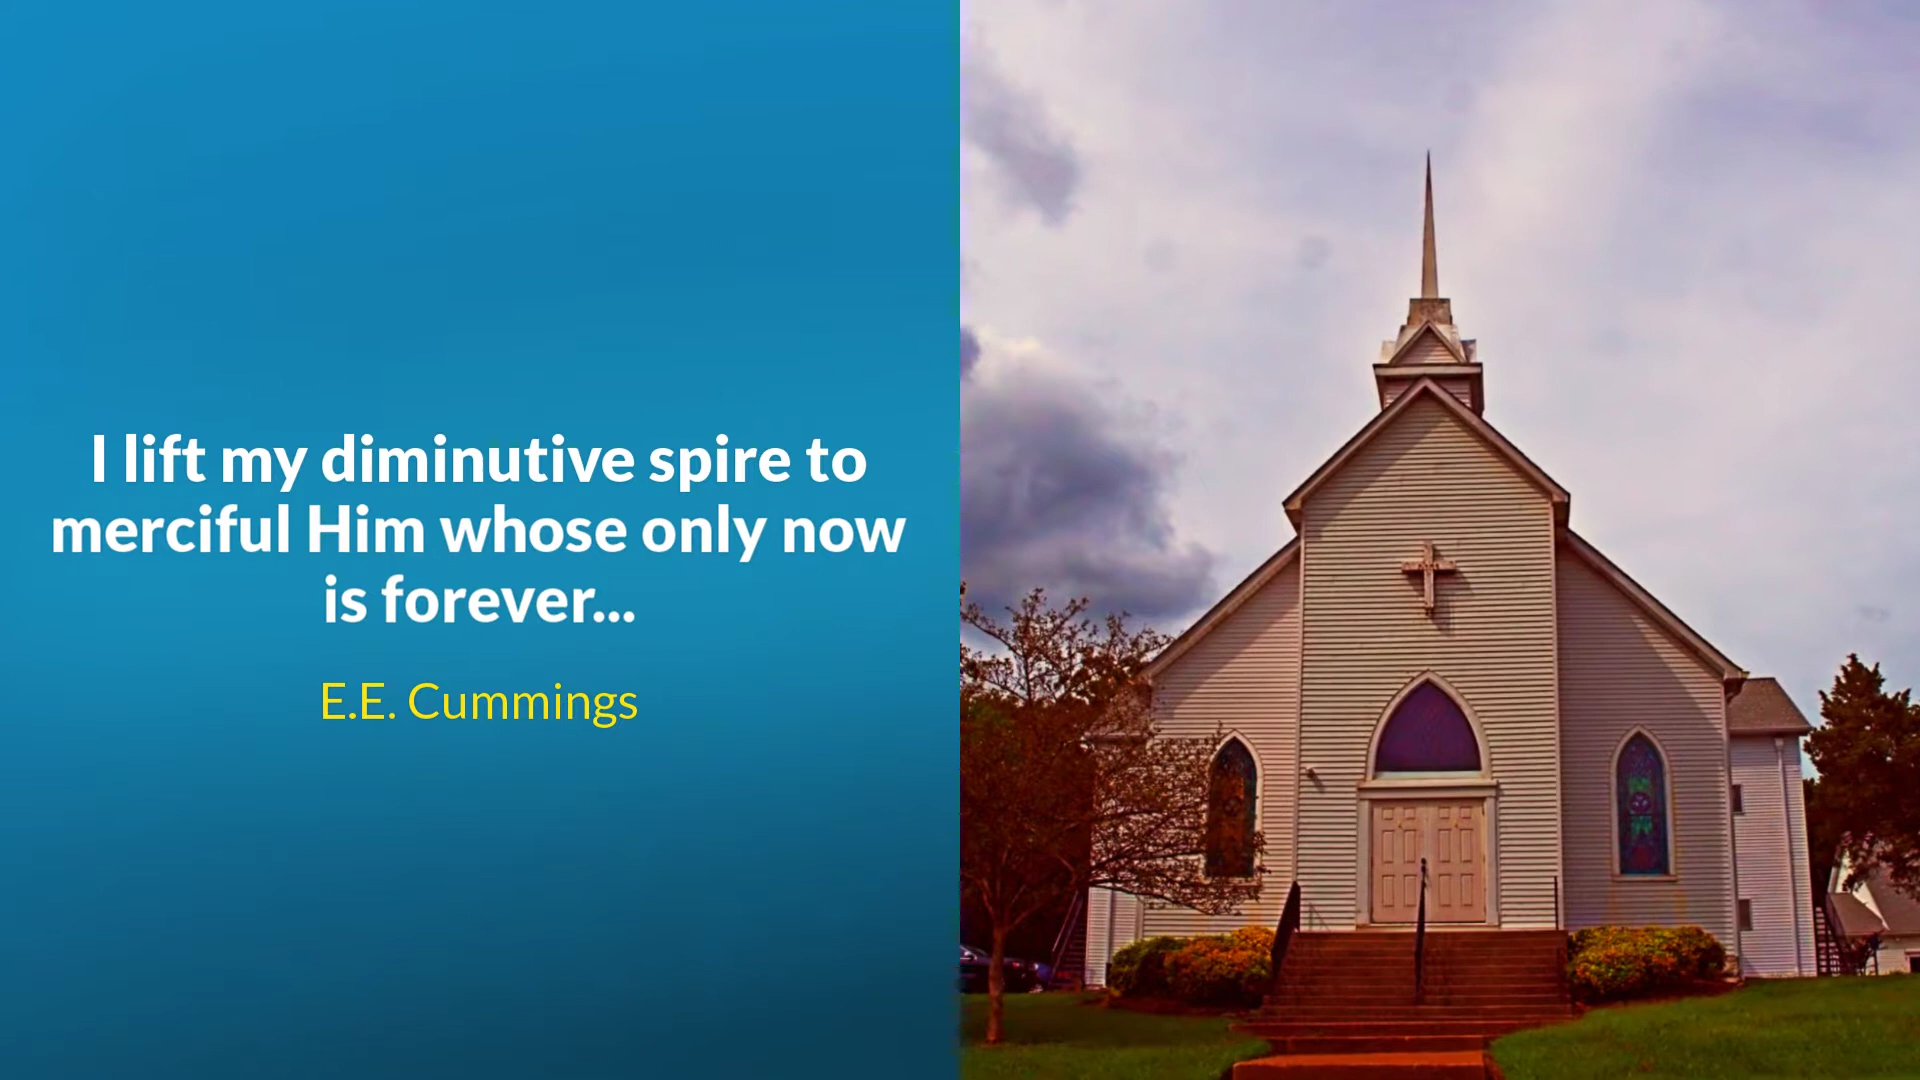 I lift my diminutive spire to
merciful Him whose only now
is forever...
E.E. Cummings